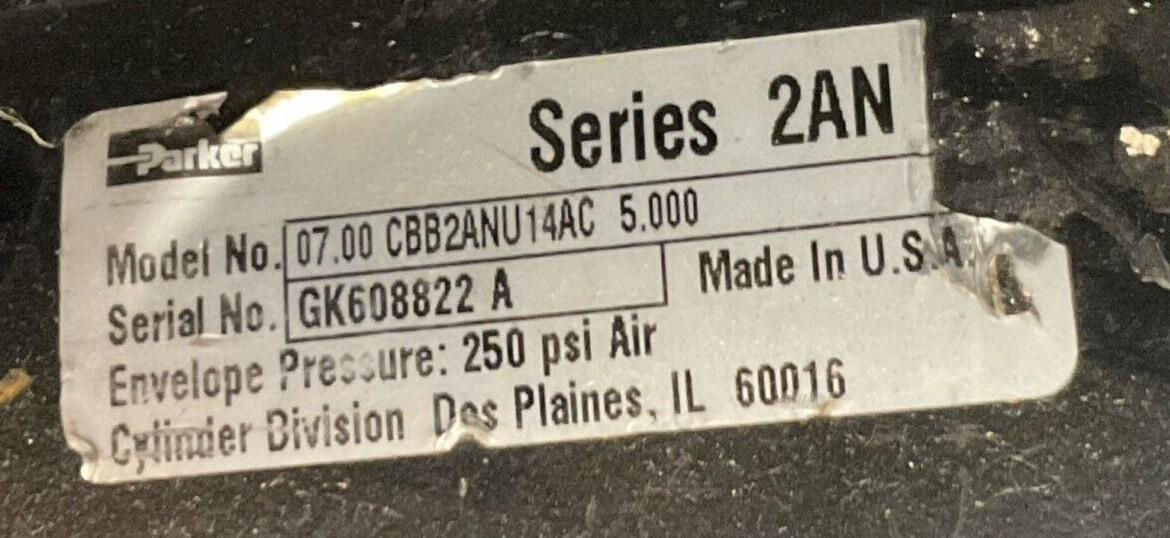 Parker
Series 2AN
Model No. 07.00 CBB2ANU14AC 5.000
Serial No. GK608822 A
Made In U.S.A.
Envelope Pressure: 250 psi Air
Cylinder Division Des Plaines, IL 60016